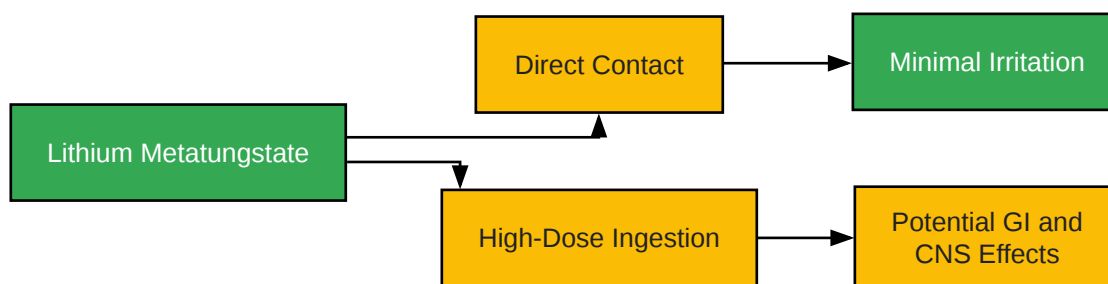 Direct Contact
Minimal Irritation
Lithium Metatungstate
High-Dose Ingestion
Potential GI and
CNS Effects